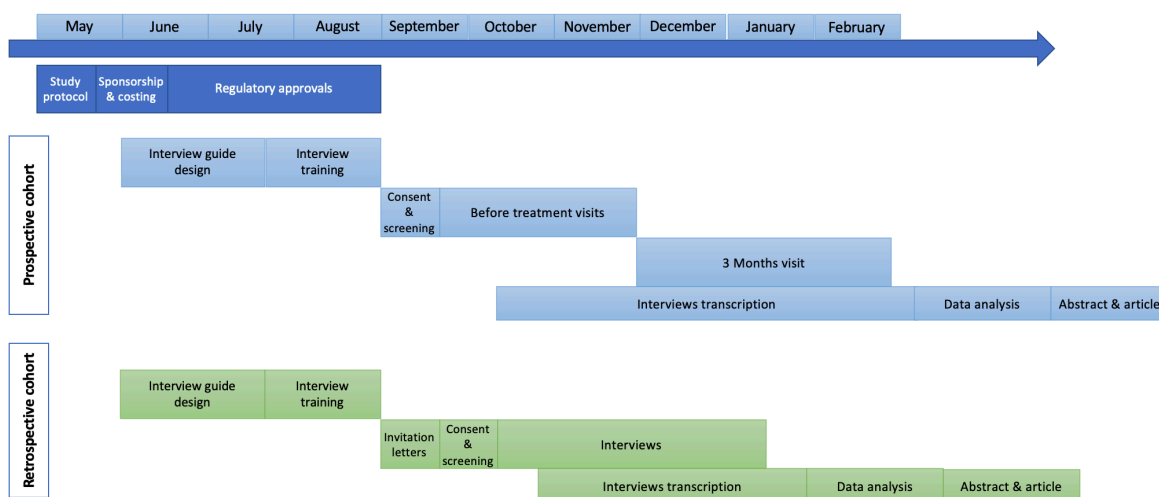 May June July August September October November December January February
Study
protocol
Sponsorship
& costing
Regulatory approvals
Prospective cohort
Interview guide
design
Interview
training
Consent
&
screening
Before treatment visits
3 Months visit
Interviews transcription
Data analysis
Abstract & article
Retrospective cohort
Interview guide
design
Interview
training
Invitation
letters
Consent
&
screening
Interviews
Interviews transcription
Data analysis
Abstract & article